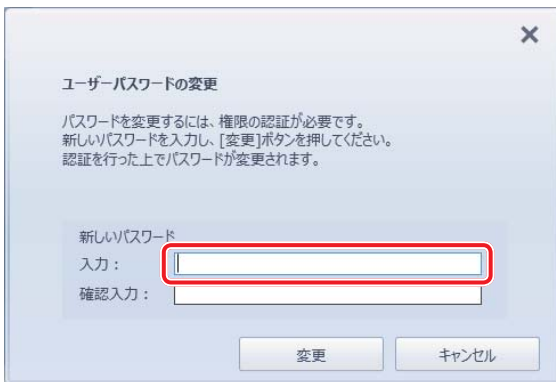 ユーザーパスワードの変更
パスワードを変更するには、権限の認証が必要です。
新しいパスワードを入力し、[変更]ボタンを押してください。
認証を行った上でパスワードが変更されます。
新しいパスワード
入力：
確認入力：
変更
キャンセル